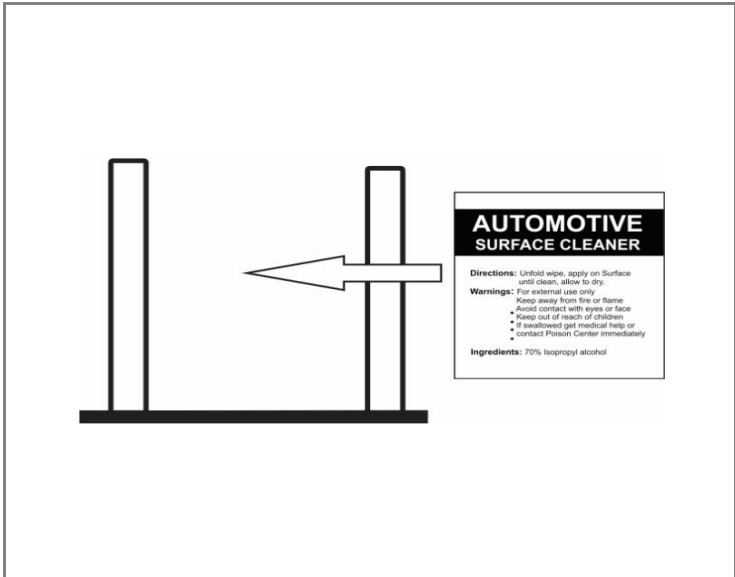 AUTOMOTIVE
SURFACE CLEANER
Directions: Unfold wipe, apply on Surface
until clean, allow to dry.
Warnings: For external use only
Keep away from fire or flame
• Avoid contact with eyes or face
• Keep out of reach of children
• If swallowed get medical help or
• contact Poison Center immediately
Ingredients: 70% Isopropyl alcohol